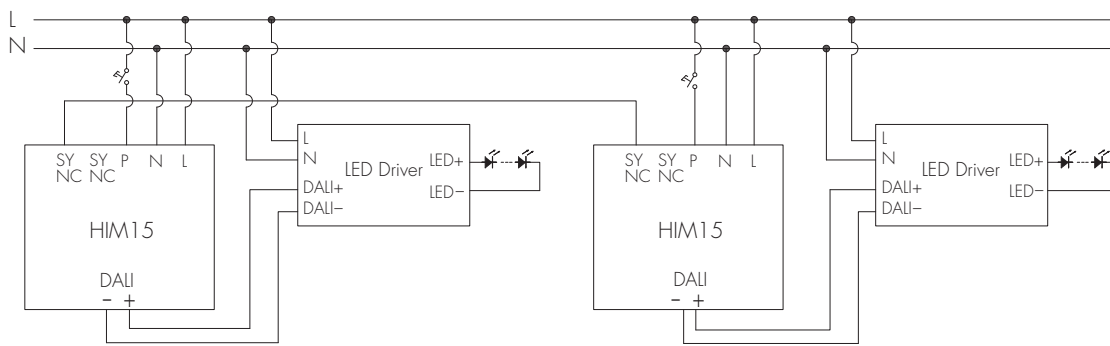 L
N
SY NC
SY NC
P
N
L
HIM15
DALI
− +
L
N
DALI+
DALI−
LED Driver
LED+
LED−
SY NC
SY NC
P
N
L
HIM15
DALI
− +
L
N
DALI+
DALI−
LED Driver
LED+
LED−